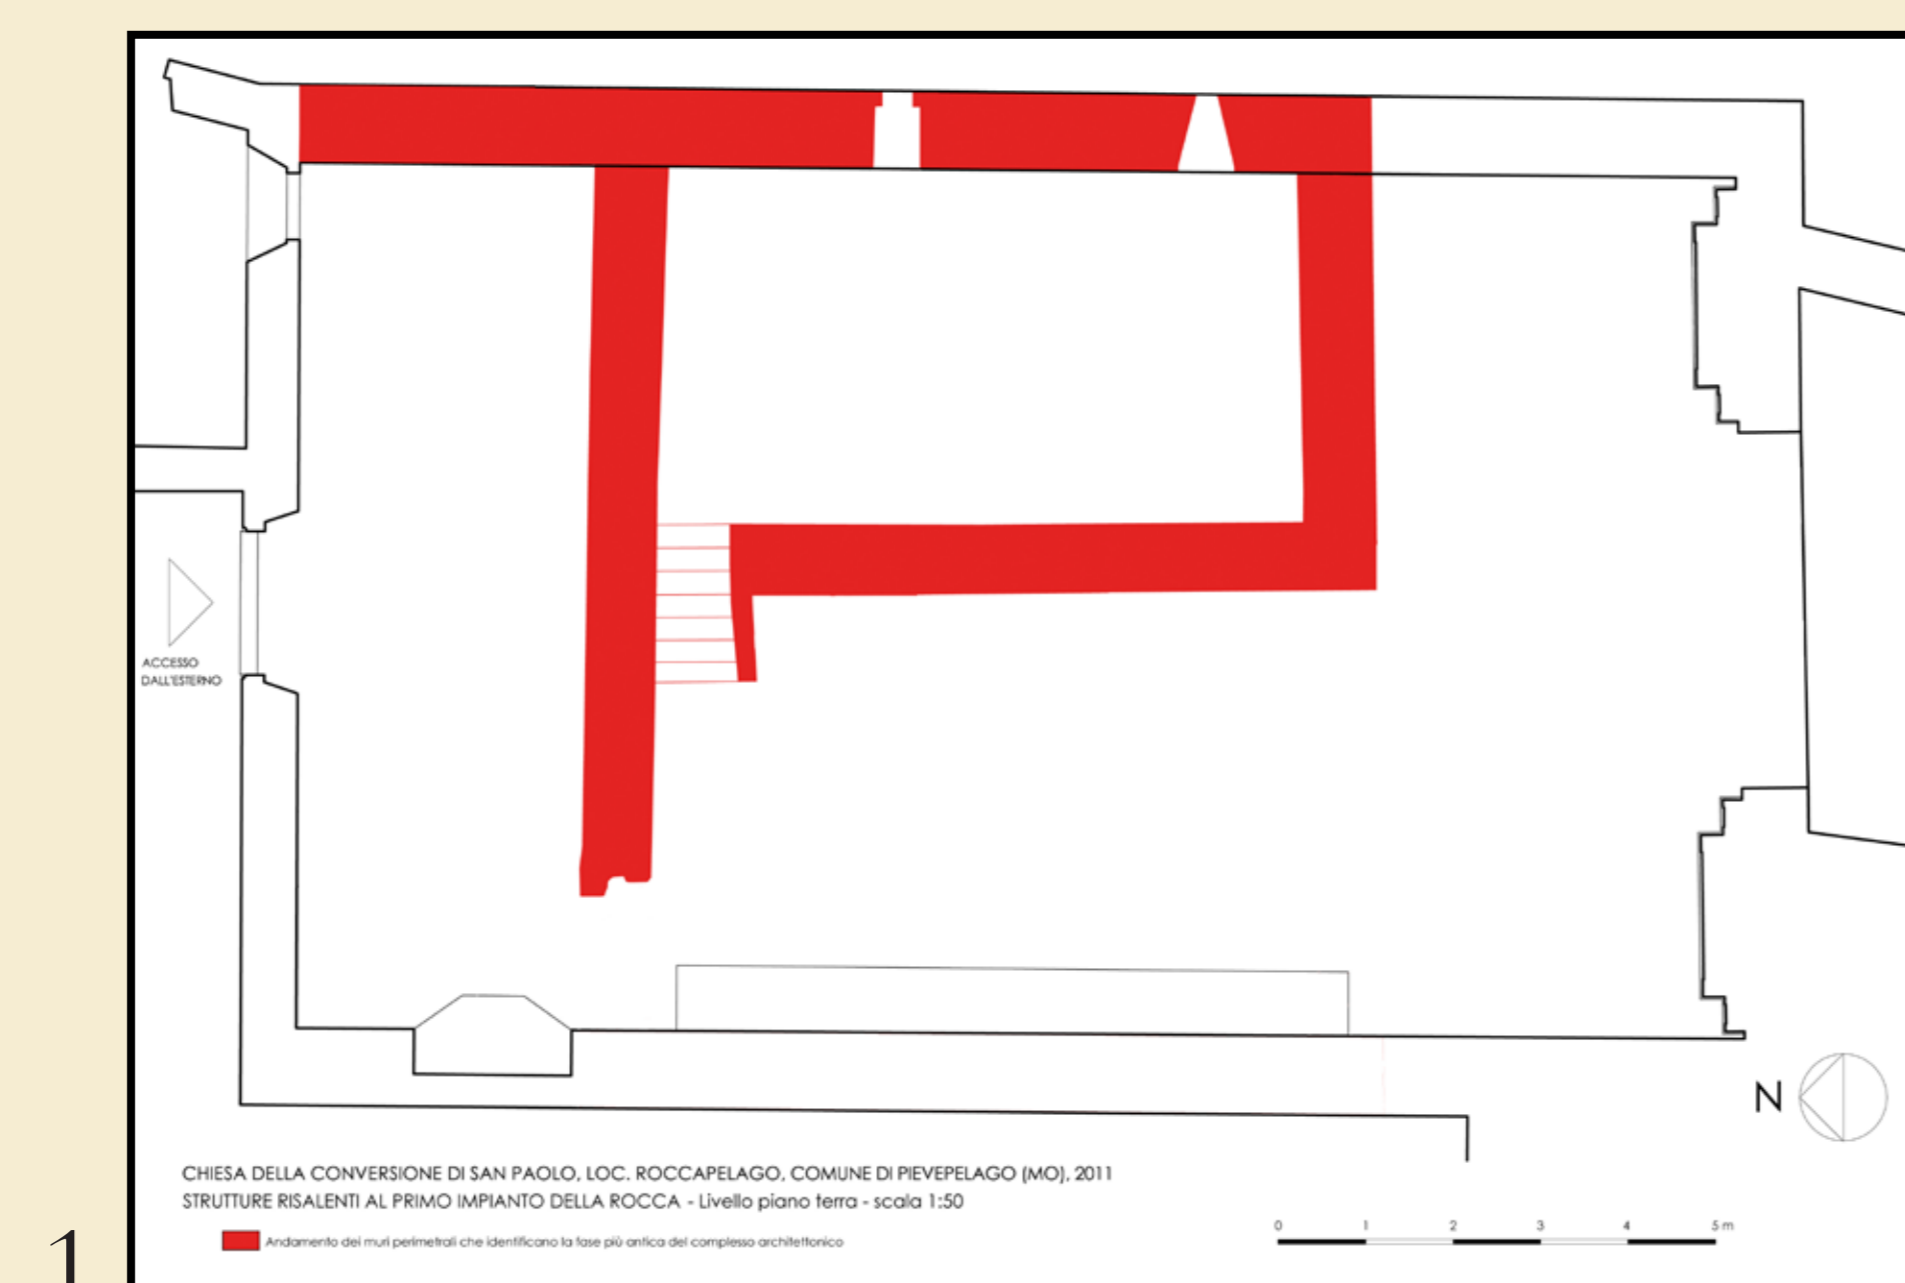 ACCESSO
DALL'ESTERNO
N
CHIESA DELLA CONVERSIONE DI SAN PAOLO, LOC. ROCCAPELAGO, COMUNE DI PIEVEPELAGO (MO), 2011
STRUTTURE RISALENTI AL PRIMO IMPIANTO DELLA ROCCA - Livello piano terra - scala 1:50
Andamento dei muri perimetrali che identificano la fase più antica del complesso architettonico
0 1 2 3 4 5 m
1